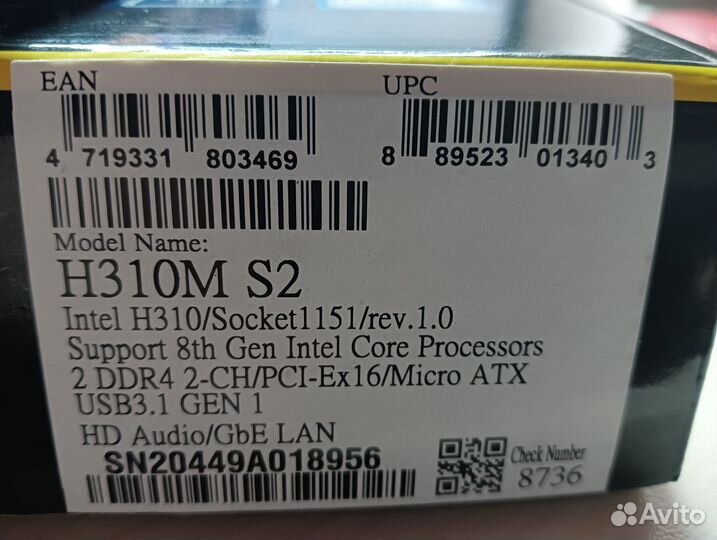 EAN
UPC
4 719331 803469
8 89523 01340 3
Model Name:
H310M S2
Intel H310/Socket1151/rev.1.0
Support 8th Gen Intel Core Processors
2 DDR4 2-CH/PCI-Ex16/Micro ATX
USB3.1 GEN 1
HD Audio/GbE LAN
SN20449A018956
Check Number
8736
Avito